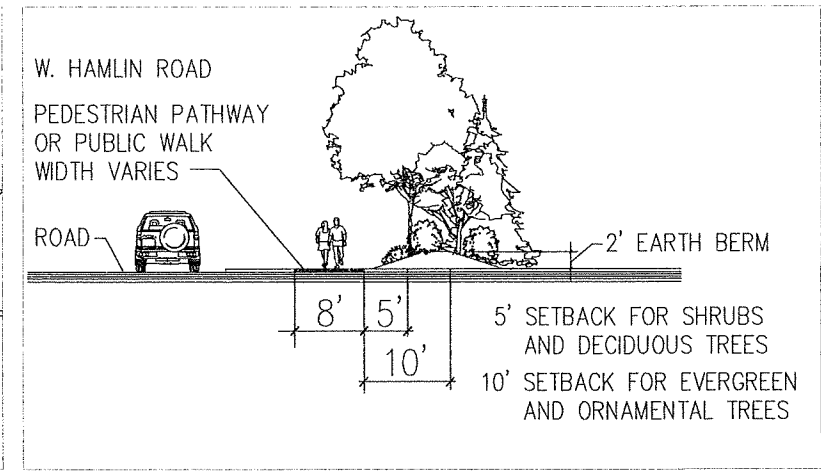 W. HAMLIN ROAD
PEDESTRIAN PATHWAY
OR PUBLIC WALK
WIDTH VARIES
ROAD
2' EARTH BERM
8'
5'
10'
5' SETBACK FOR SHRUBS
AND DECIDUOUS TREES
10' SETBACK FOR EVERGREEN
AND ORNAMENTAL TREES